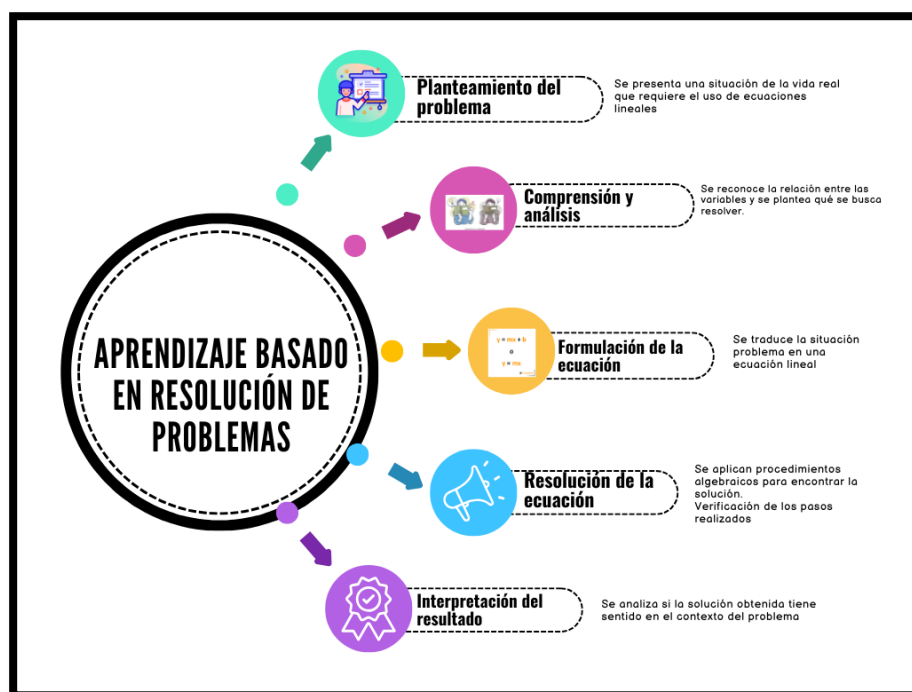 Planteamiento del
problema
Se presenta una situación de la vida real
que requiere el uso de ecuaciones
lineales
Comprensión y
análisis
Se reconoce la relación entre las
variables y se plantea qué se busca
resolver.
APRENDIZAJE BASADO
EN RESOLUCIÓN DE
PROBLEMAS
y = mx + b
o
y = mx
Formulación de la
ecuación
Se traduce la situación
problema en una
ecuación lineal
Resolución de la
ecuación
Se aplican procedimientos
algebraicos para encontrar la
solución.
Verificación de los pasos
realizados
Interpretación del
resultado
Se analiza si la solución obtenida tiene
sentido en el contexto del problema